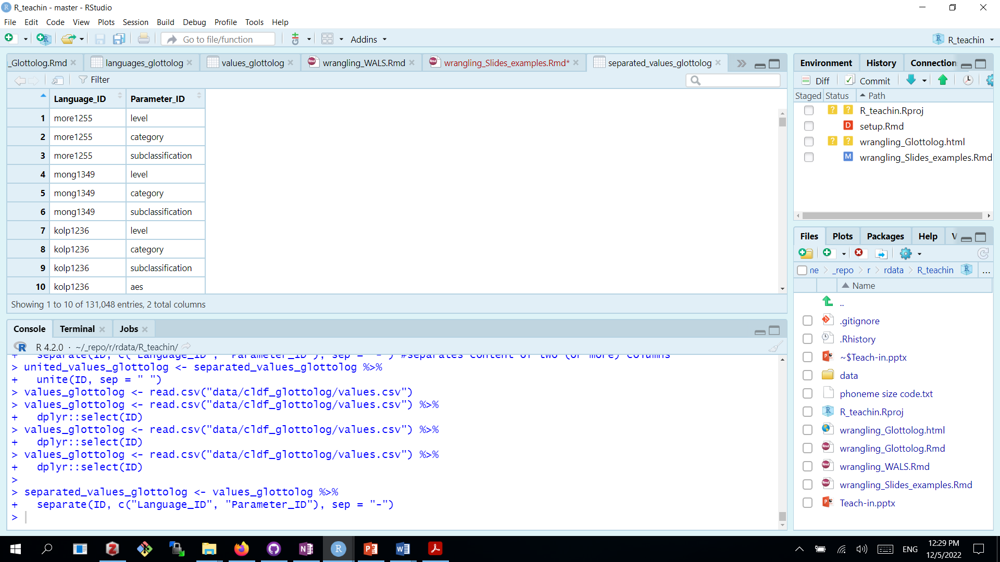 R_teachin - master - RStudio
File Edit Code View Plots Session Build Debug Profile Tools Help
Go to file/function Addins R_teachin
_Glottolog.Rmd languages_glottolog values_glottolog wrangling_WALS.Rmd wrangling_Slides_examples.Rmd* separated_values_glottolog
Filter
Language_ID Parameter_ID
1 more1255 level
2 more1255 category
3 more1255 subclassification
4 mong1349 level
5 mong1349 category
6 mong1349 subclassification
7 kolp1236 level
8 kolp1236 category
9 kolp1236 subclassification
10 kolp1236 aes
Showing 1 to 10 of 131,048 entries, 2 total columns
Console Terminal Jobs
R 4.2.0 · ~/_repo/r/rdata/R_teachin/
+   separate(ID, c("Language_ID", "Parameter_ID"), sep = "-") #separates content of two (or more) columns
> united_values_glottolog <- separated_values_glottolog %>%
+   unite(ID, sep = " ")
> values_glottolog <- read.csv("data/cldf_glottolog/values.csv")
> values_glottolog <- read.csv("data/cldf_glottolog/values.csv") %>%
+   dplyr::select(ID)
> values_glottolog <- read.csv("data/cldf_glottolog/values.csv") %>%
+   dplyr::select(ID)
> values_glottolog <- read.csv("data/cldf_glottolog/values.csv") %>%
+   dplyr::select(ID)
>
> separated_values_glottolog <- values_glottolog %>%
+   separate(ID, c("Language_ID", "Parameter_ID"), sep = "-")
>
Environment History Connection
Diff Commit
Staged Status Path
? ? R_teachin.Rproj
D setup.Rmd
? ? wrangling_Glottolog.html
M wrangling_Slides_examples.Rmd
Files Plots Packages Help V
ne _repo r rdata R_teachin ...
Name
..
.gitignore
.Rhistory
~$Teach-in.pptx
data
phoneme size code.txt
R_teachin.Rproj
wrangling_Glottolog.html
wrangling_Glottolog.Rmd
wrangling_WALS.Rmd
wrangling_Slides_examples.Rmd
Teach-in.pptx
ENG
12:29 PM
12/5/2022